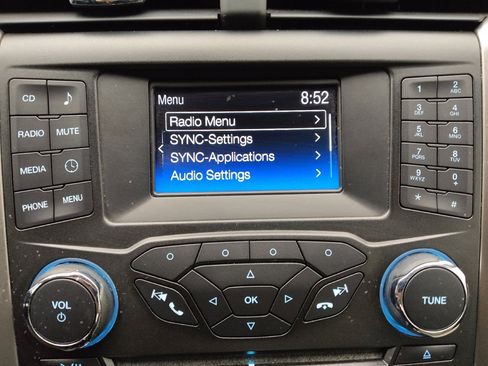 Menu 8:52
Radio Menu
SYNC-Settings
SYNC-Applications
Audio Settings
CD
RADIO MUTE
MEDIA
PHONE MENU
1 2 ABC
3 DEF 4 GHI
5 JKL 6 MNO
7 PQRS 8 TUV
9 WXYZ 0 +
* #
VOL
OK
TUNE